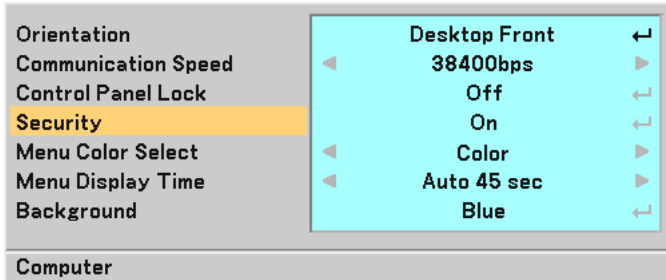 Orientation Desktop Front
Communication Speed 38400bps
Control Panel Lock Off
Security On
Menu Color Select Color
Menu Display Time Auto 45 sec
Background Blue
Computer